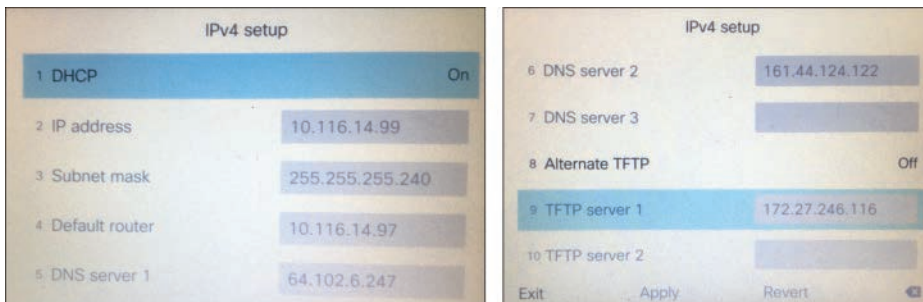 IPv4 setup
1 DHCP On
2 IP address 10.116.14.99
3 Subnet mask 255.255.255.240
4 Default router 10.116.14.97
5 DNS server 1 64.102.6.247
IPv4 setup
6 DNS server 2 161.44.124.122
7 DNS server 3
8 Alternate TFTP Off
9 TFTP server 1 172.27.246.116
10 TFTP server 2
Exit Apply Revert